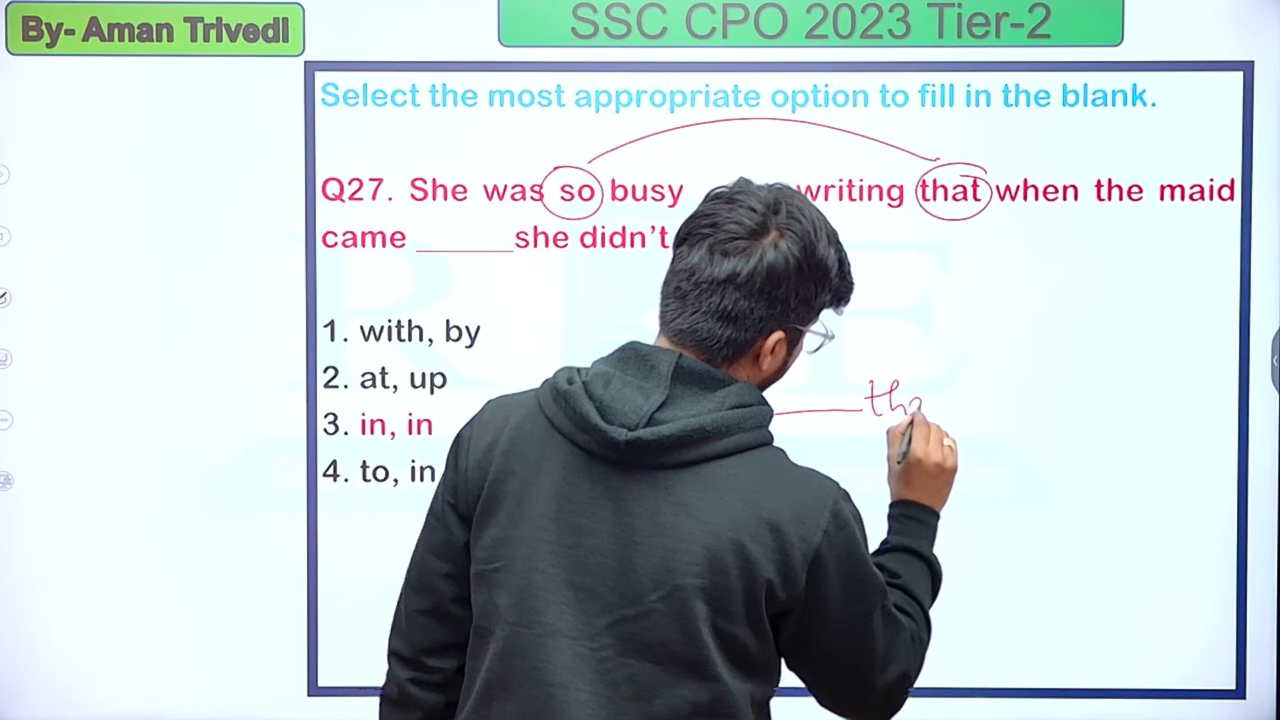 By- Aman Trivedi
SSC CPO 2023 Tier-2
Select the most appropriate option to fill in the blank.
Q27. She was so busy writing that when the maid
came ______ she didn't
1. with, by
2. at, up
3. in, in
4. to, in
tha